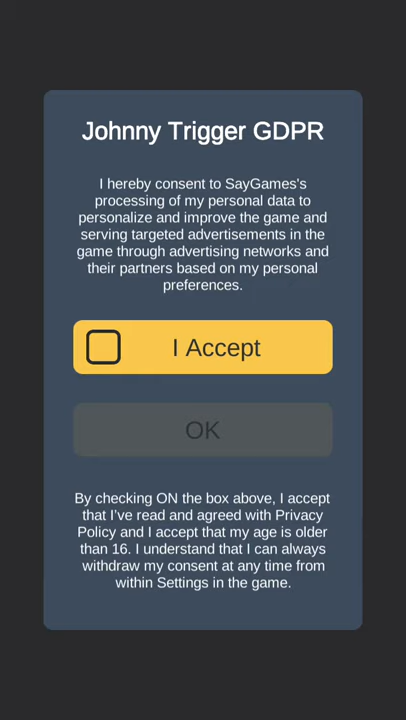 Johnny Trigger GDPR
I hereby consent to SayGames's
processing of my personal data to
personalize and improve the game and
serving targeted advertisements in the
game through advertising networks and
their partners based on my personal
preferences.
I Accept
OK
By checking ON the box above, I accept
that I've read and agreed with Privacy
Policy and I accept that my age is older
than 16. I understand that I can always
withdraw my consent at any time from
within Settings in the game.